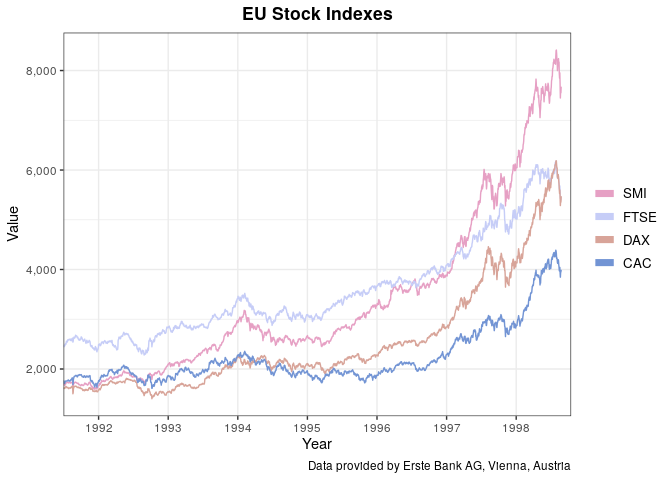 EU Stock Indexes
8,000
6,000
4,000
2,000
Value
1992 1993 1994 1995 1996 1997 1998
Year
SMI
FTSE
DAX
CAC
Data provided by Erste Bank AG, Vienna, Austria